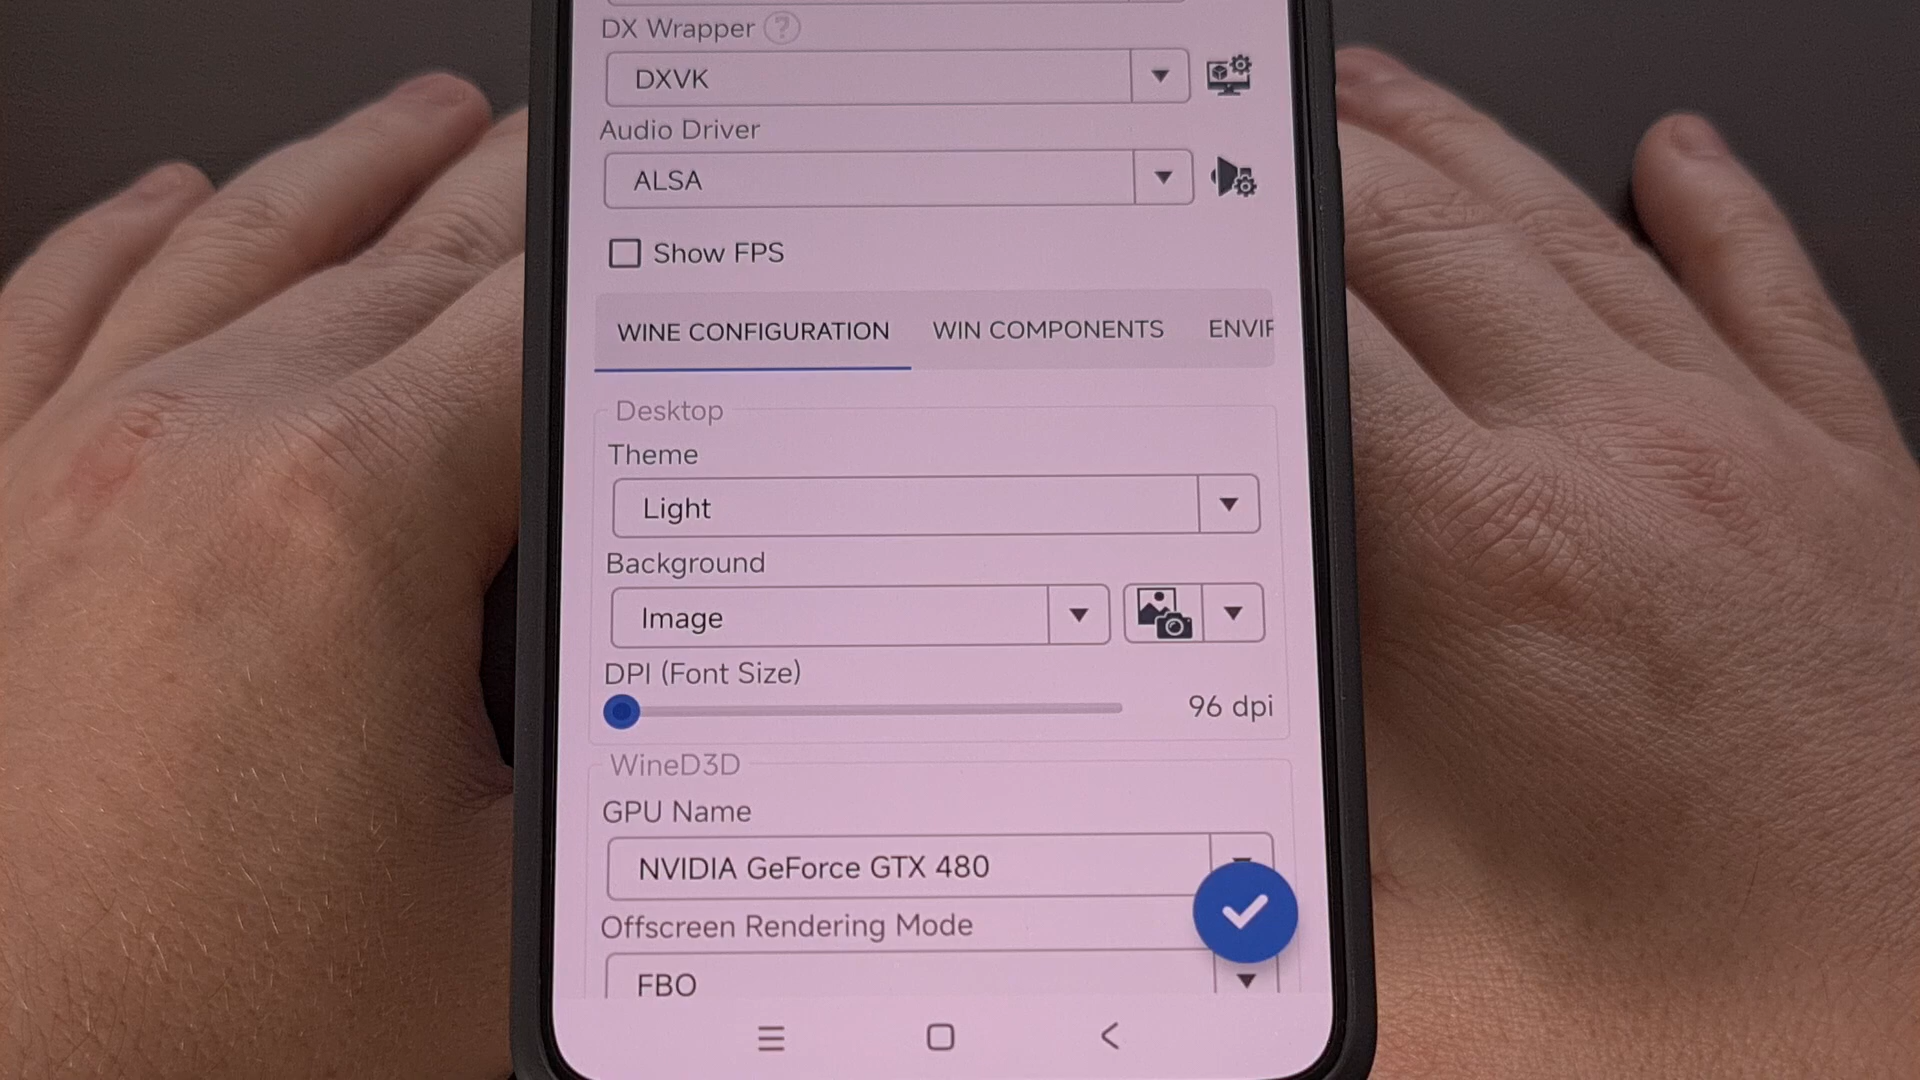 DX Wrapper ?
DXVK
Audio Driver
ALSA
Show FPS
WINE CONFIGURATION WIN COMPONENTS
Desktop
Theme
Light
Background
Image
DPI (Font Size)
96 dpi
WineD3D
GPU Name
NVIDIA GeForce GTX 480
Offscreen Rendering Mode
FBO